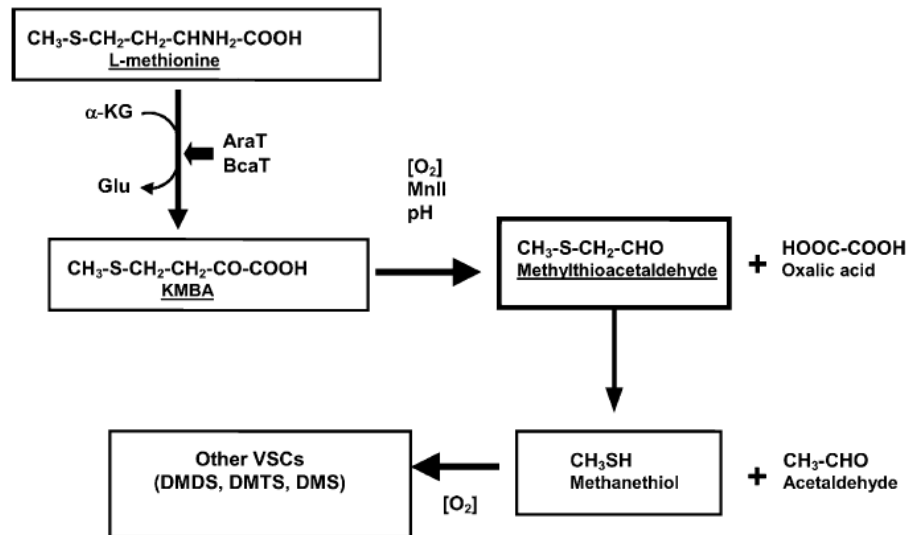 CH₃-S-CH₂-CH₂-CHNH₂-COOH
L-methionine
α-KG
AraT
BcaT
Glu
[O₂]
MnII
pH
CH₃-S-CH₂-CH₂-CO-COOH
KMBA
CH₃-S-CH₂-CHO
Methylthioacetaldehyde
+
HOOC-COOH
Oxalic acid
Other VSCs
(DMDS, DMTS, DMS)
[O₂]
CH₃SH
Methanethiol
+
CH₃-CHO
Acetaldehyde